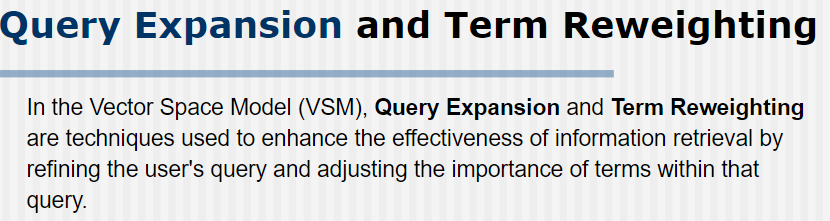 Query Expansion and Term Reweighting
In the Vector Space Model (VSM), Query Expansion and Term Reweighting
are techniques used to enhance the effectiveness of information retrieval by
refining the user's query and adjusting the importance of terms within that
query.